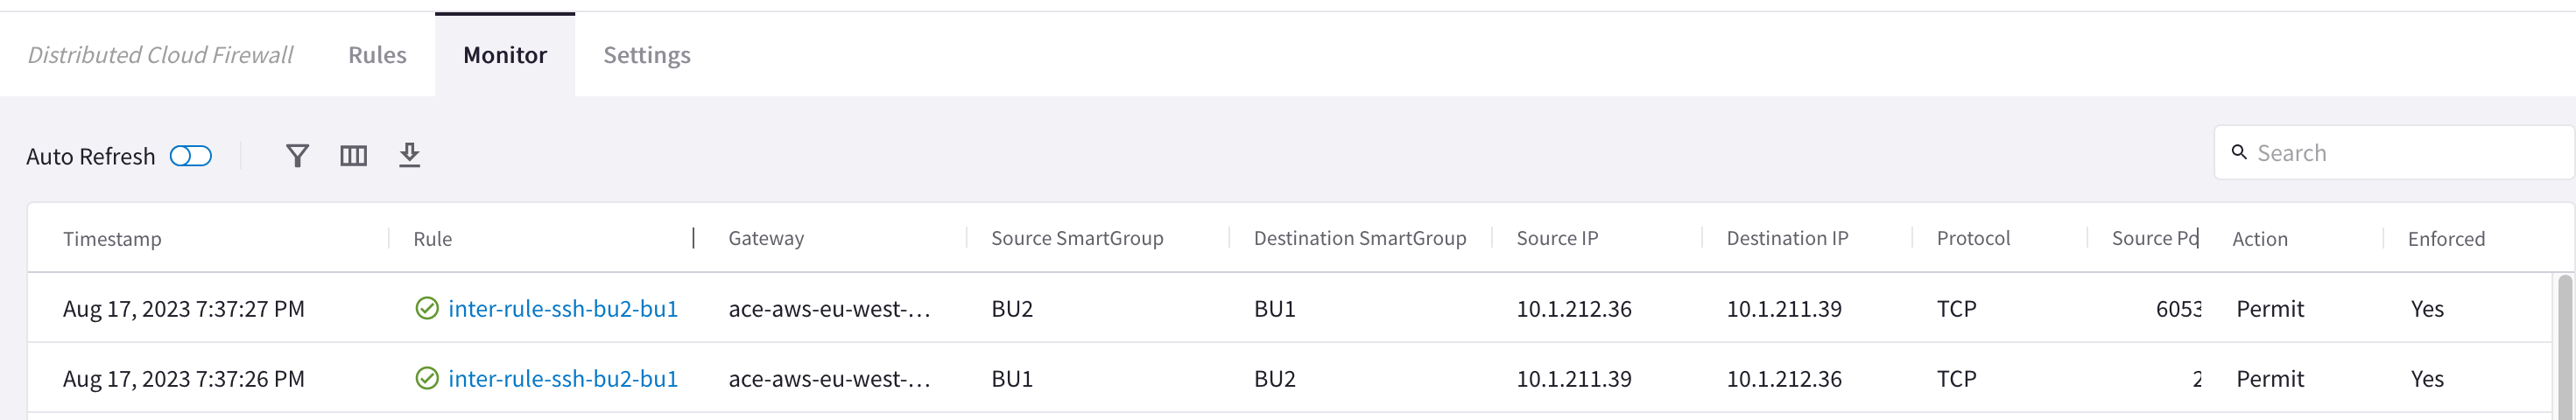 Distributed Cloud Firewall Rules Monitor Settings
Auto Refresh Search
Timestamp Rule Gateway Source SmartGroup Destination SmartGroup Source IP Destination IP Protocol Source Action Enforced
Aug 17, 2023 7:37:27 PM inter-rule-ssh-bu2-bu1 ace-aws-eu-west-... BU2 BU1 10.1.212.36 10.1.211.39 TCP 6053 Permit Yes
Aug 17, 2023 7:37:26 PM inter-rule-ssh-bu2-bu1 ace-aws-eu-west-... BU1 BU2 10.1.211.39 10.1.212.36 TCP 2 Permit Yes